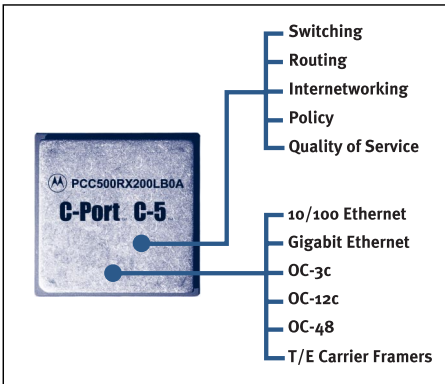 Switching
Routing
Internetworking
Policy
Quality of Service
PCC500RX200LB0A
C-Port C-5
10/100 Ethernet
Gigabit Ethernet
OC-3c
OC-12c
OC-48
T/E Carrier Framers